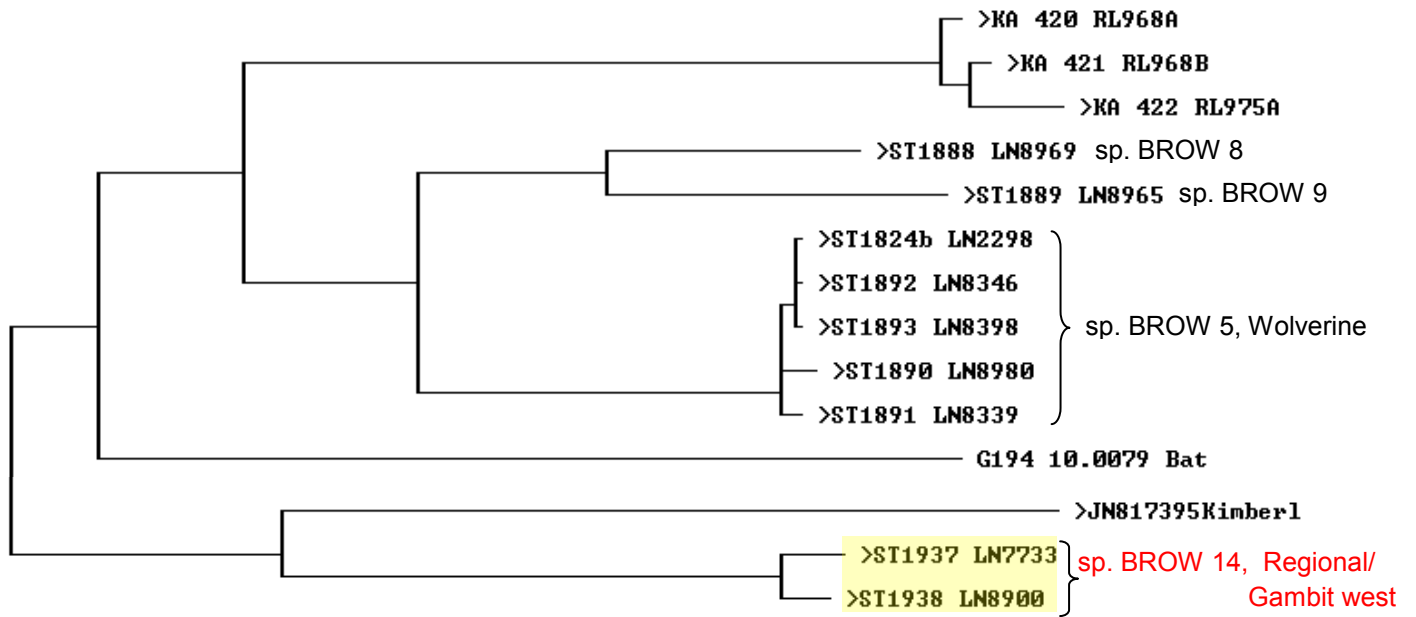 >KA 420 RL968A
>KA 421 RL968B
>KA 422 RL975A
>ST1888 LN8969 sp. BROW 8
>ST1889 LN8965 sp. BROW 9
>ST1824b LN2298
>ST1892 LN8346
>ST1893 LN8398
sp. BROW 5, Wolverine
>ST1890 LN8980
>ST1891 LN8339
G194 10.0079 Bat
>JN817395Kimberl
>ST1937 LN7733
>ST1938 LN8900
sp. BROW 14, Regional/
Gambit west